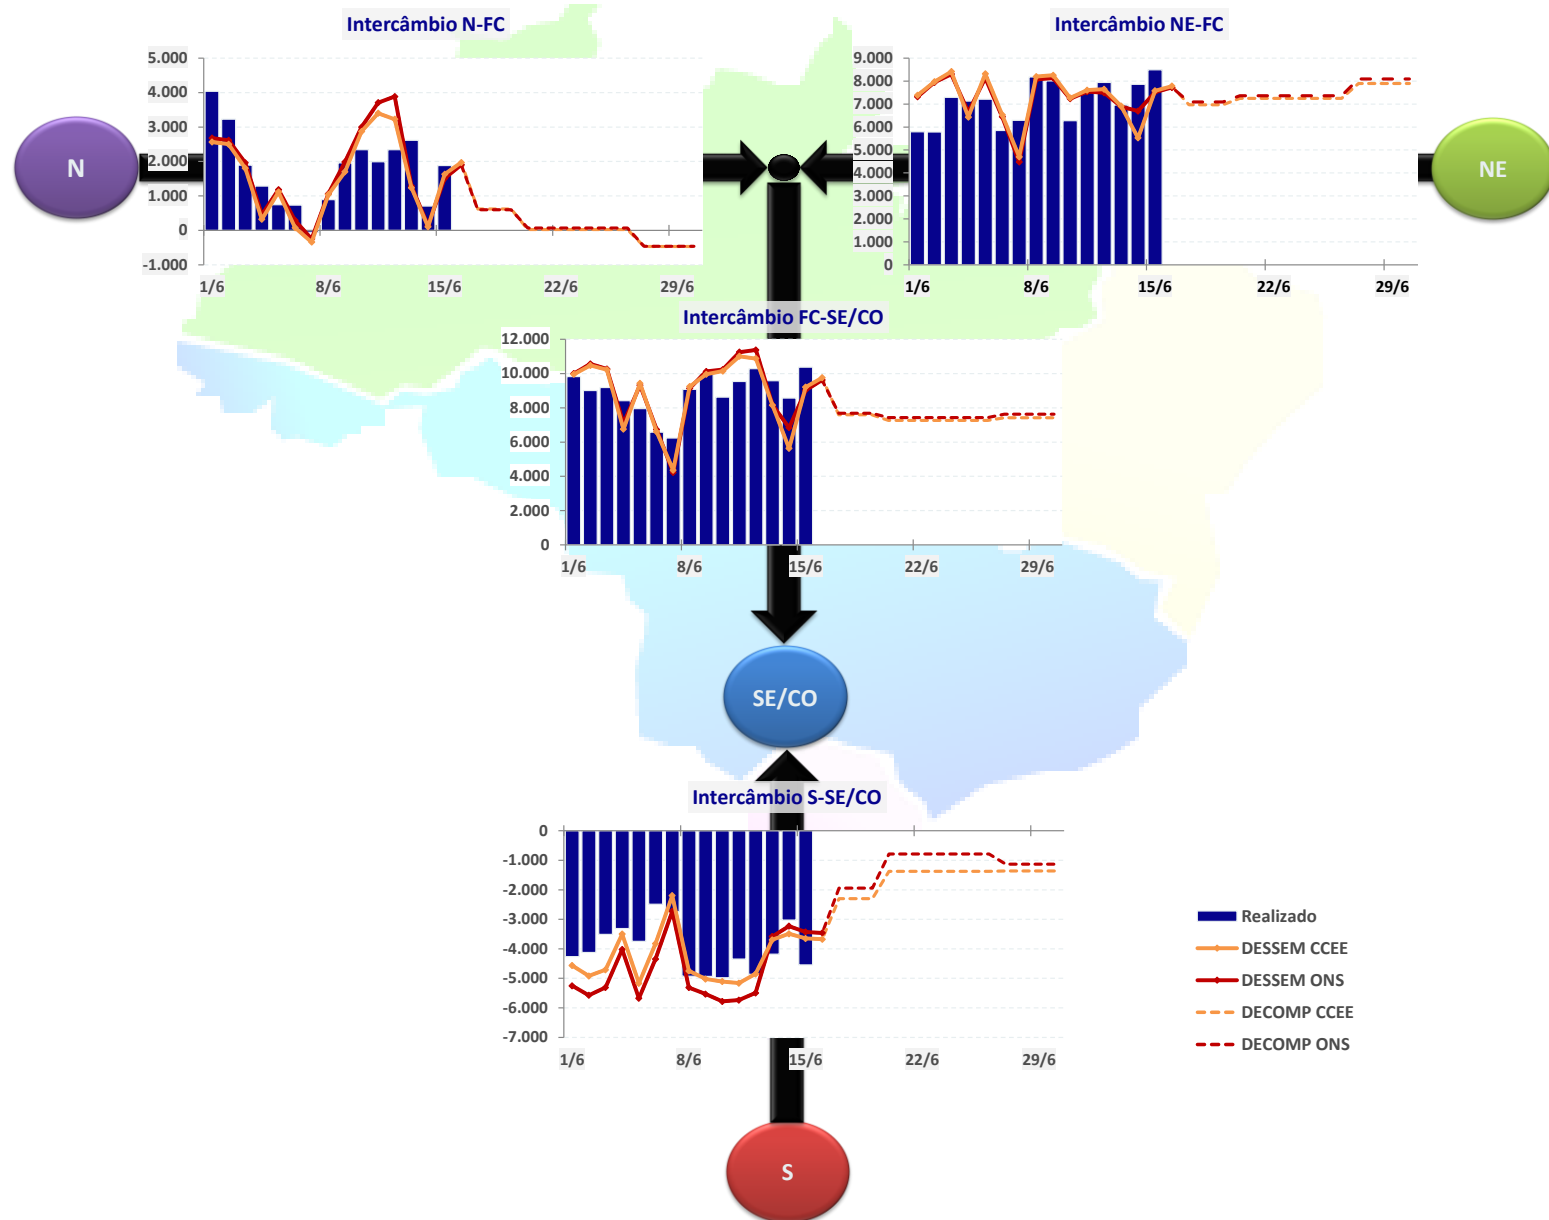 Intercâmbio N-FC
5.000
4.000
3.000
2.000
1.000
0
-1.000
1/6 8/6 15/6 22/6 29/6
N
Intercâmbio NE-FC
9.000
8.000
7.000
6.000
5.000
4.000
3.000
2.000
1.000
0
1/6 8/6 15/6 22/6 29/6
NE
Intercâmbio FC-SE/CO
12.000
10.000
8.000
6.000
4.000
2.000
0
1/6 8/6 15/6 22/6 29/6
SE/CO
Intercâmbio S-SE/CO
0
-1.000
-2.000
-3.000
-4.000
-5.000
-6.000
-7.000
1/6 8/6 15/6 22/6 29/6
Realizado
DESSEM CCEE
DESSEM ONS
DECOMP CCEE
DECOMP ONS
S